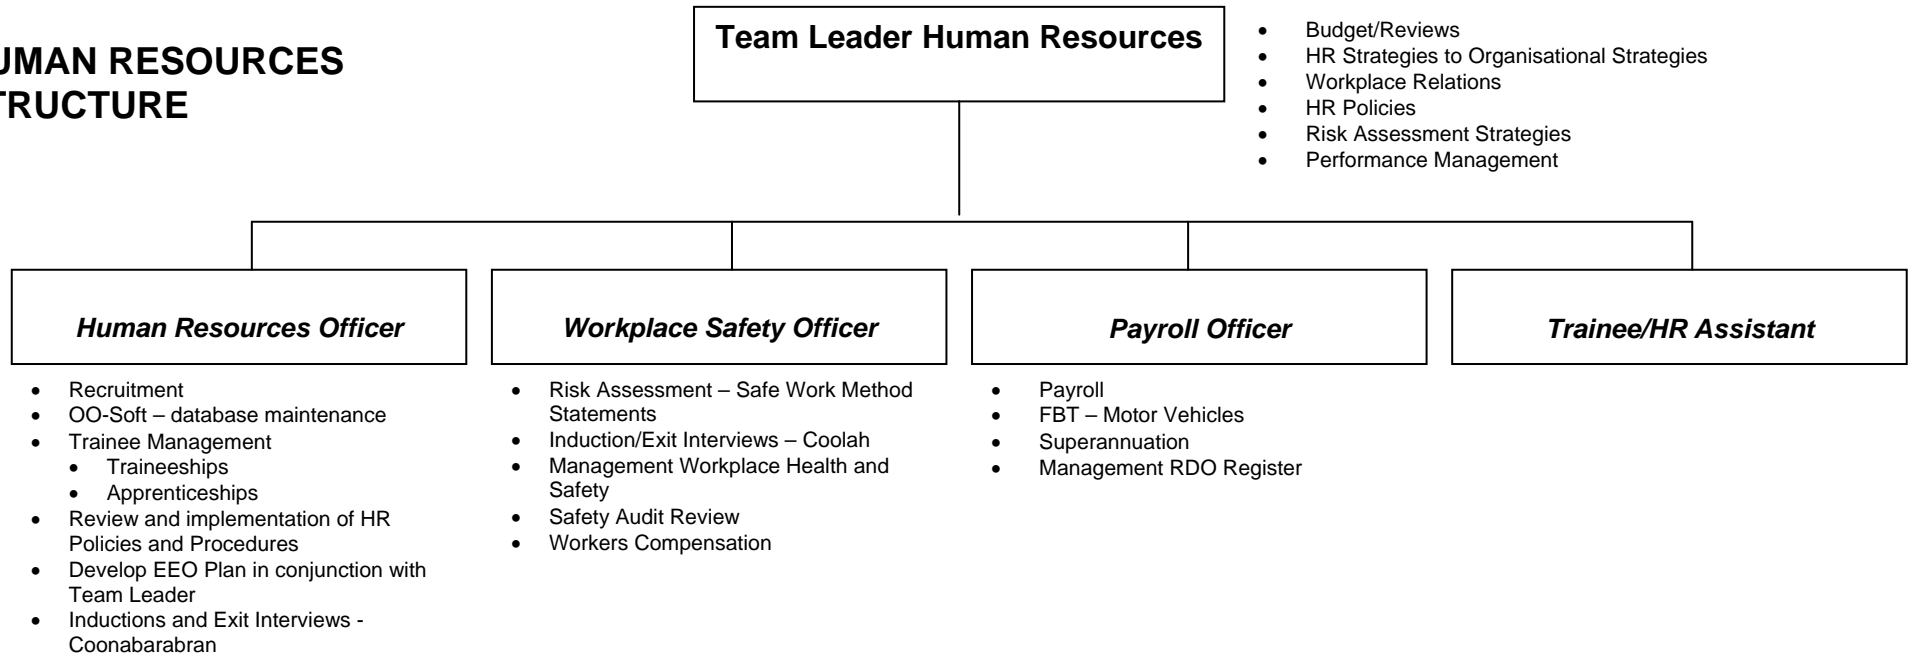 UMAN RESOURCES
TRUCTURE
Team Leader Human Resources
• Budget/Reviews
• HR Strategies to Organisational Strategies
• Workplace Relations
• HR Policies
• Risk Assessment Strategies
• Performance Management
Human Resources Officer
• Recruitment
• OO-Soft – database maintenance
• Trainee Management
• Traineeships
• Apprenticeships
• Review and implementation of HR
Policies and Procedures
• Develop EEO Plan in conjunction with
Team Leader
• Inductions and Exit Interviews -
Coonabarabran
Workplace Safety Officer
• Risk Assessment – Safe Work Method
Statements
• Induction/Exit Interviews – Coolah
• Management Workplace Health and
Safety
• Safety Audit Review
• Workers Compensation
Payroll Officer
• Payroll
• FBT – Motor Vehicles
• Superannuation
• Management RDO Register
Trainee/HR Assistant